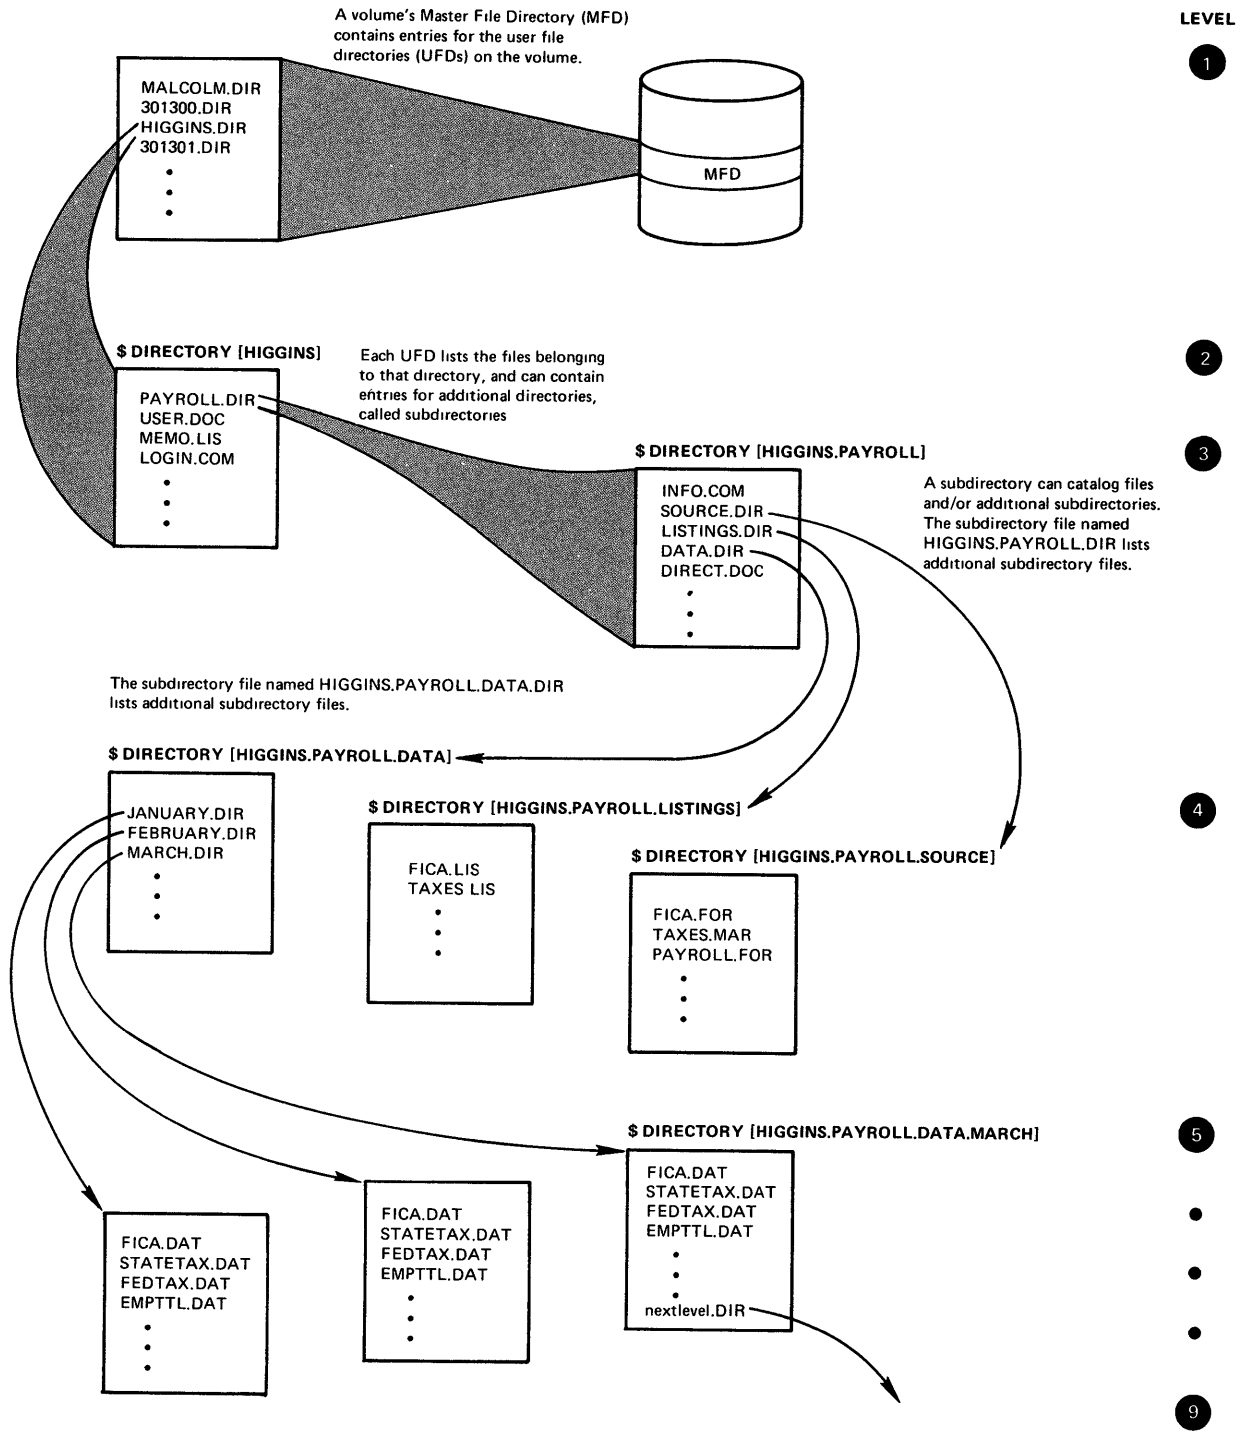 A volume's Master File Directory (MFD)
contains entries for the user file
directories (UFDs) on the volume.
LEVEL
1
MALCOLM.DIR
301300.DIR
HIGGINS.DIR
301301.DIR
MFD
$ DIRECTORY [HIGGINS]
2
PAYROLL.DIR
USER.DOC
MEMO.LIS
LOGIN.COM
Each UFD lists the files belonging
to that directory, and can contain
entries for additional directories,
called subdirectories
$ DIRECTORY [HIGGINS.PAYROLL]
3
INFO.COM
SOURCE.DIR
LISTINGS.DIR
DATA.DIR
DIRECT.DOC
A subdirectory can catalog files
and/or additional subdirectories.
The subdirectory file named
HIGGINS.PAYROLL.DIR lists
additional subdirectory files.
The subdirectory file named HIGGINS.PAYROLL.DATA.DIR
lists additional subdirectory files.
$ DIRECTORY [HIGGINS.PAYROLL.DATA]
JANUARY.DIR
FEBRUARY.DIR
MARCH.DIR
$ DIRECTORY [HIGGINS.PAYROLL.LISTINGS]
4
FICA.LIS
TAXES LIS
$ DIRECTORY [HIGGINS.PAYROLL.SOURCE]
FICA.FOR
TAXES.MAR
PAYROLL.FOR
$ DIRECTORY [HIGGINS.PAYROLL.DATA.MARCH]
5
FICA.DAT
STATETAX.DAT
FEDTAX.DAT
EMPTTL.DAT
FICA.DAT
STATETAX.DAT
FEDTAX.DAT
EMPTTL.DAT
FICA.DAT
STATETAX.DAT
FEDTAX.DAT
EMPTTL.DAT
nextlevel.DIR
9